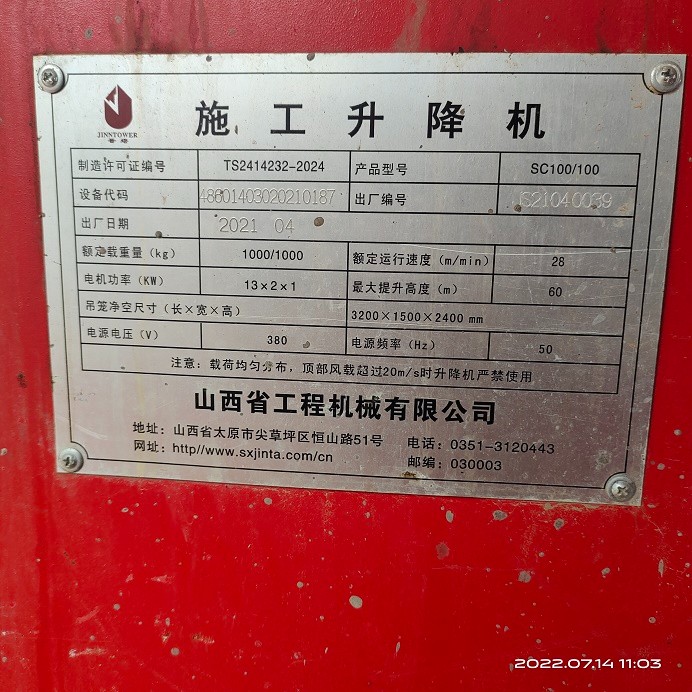 JINNTOWER
晋塔
施工升降机
制造许可证编号 TS2414232-2024 产品型号 SC100/100
设备代码 48601403020210187 出厂编号 JS21040039
出厂日期 2021 04
额定载重量（kg） 1000/1000 额定运行速度（m/min） 28
电机功率（KW） 13×2×1 最大提升高度（m） 60
吊笼净空尺寸（长×宽×高） 3200×1500×2400 mm
电源电压（V） 380 电源频率（Hz） 50
注意：载荷均匀分布，顶部风载超过20m/s时升降机严禁使用
山西省工程机械有限公司
地址：山西省太原市尖草坪区恒山路51号 电话：0351-3120443
网址：http//www.sxjinta.com/cn 邮编：030003
2022.07.14 11:03